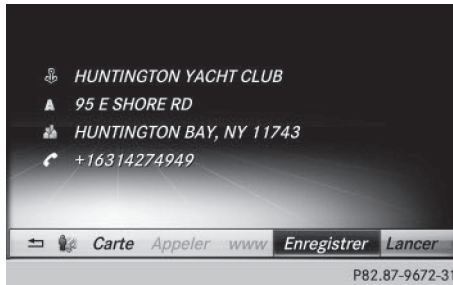 HUNTINGTON YACHT CLUB
95 E SHORE RD
HUNTINGTON BAY, NY 11743
+16314274949
Carte Appeler www Enregistrer Lancer
P82.87-9672-31